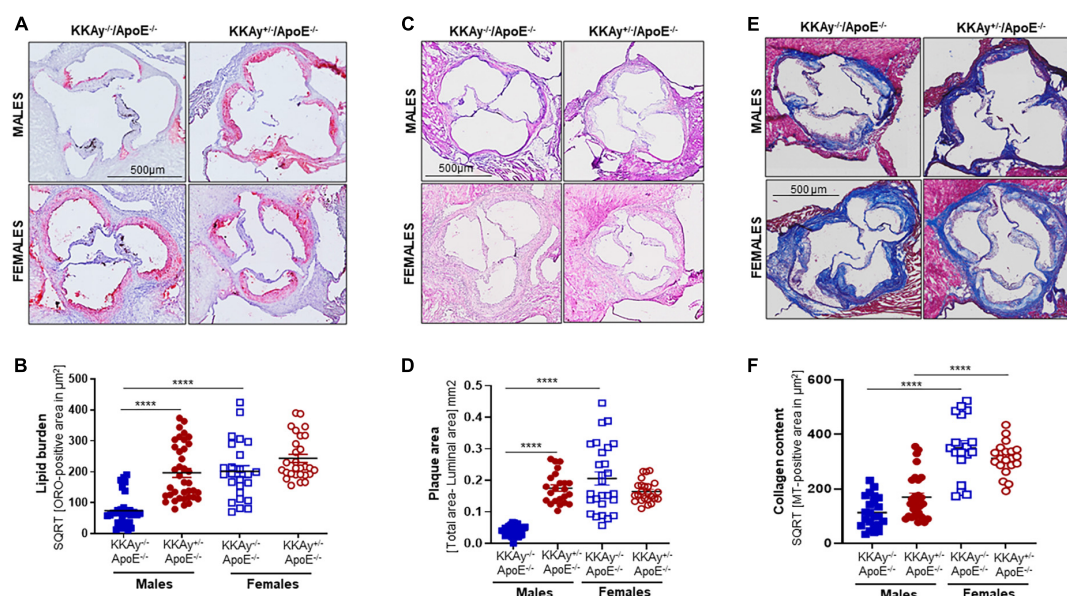 A
KKAy-/-/ApoE-/- KKAy+/-/ApoE-/-
MALES
500µm
FEMALES
B
Lipid burden
SQRT [ORO-positive area in µm²]
500
400
300
200
100
0
****
****
KKAy-/- KKAy+/- KKAy-/- KKAy+/-
ApoE-/- ApoE-/- ApoE-/- ApoE-/-
Males Females
C
KKAy-/-/ApoE-/- KKAy+/-/ApoE-/-
MALES
500µm
FEMALES
D
Plaque area
[Total area- Luminal area] mm2
0.5
0.4
0.3
0.2
0.1
0.0
****
****
KKAy-/- KKAy+/- KKAy-/- KKAy+/-
ApoE-/- ApoE-/- ApoE-/- ApoE-/-
Males Females
E
KKAy-/-/ApoE-/- KKAy+/-/ApoE-/-
MALES
FEMALES
500 µm
F
Collagen content
SQRT [MT-positive area in µm²]
600
400
200
0
****
****
KKAy-/- KKAy+/- KKAy-/- KKAy+/-
ApoE-/- ApoE-/- ApoE-/- ApoE-/-
Males Females